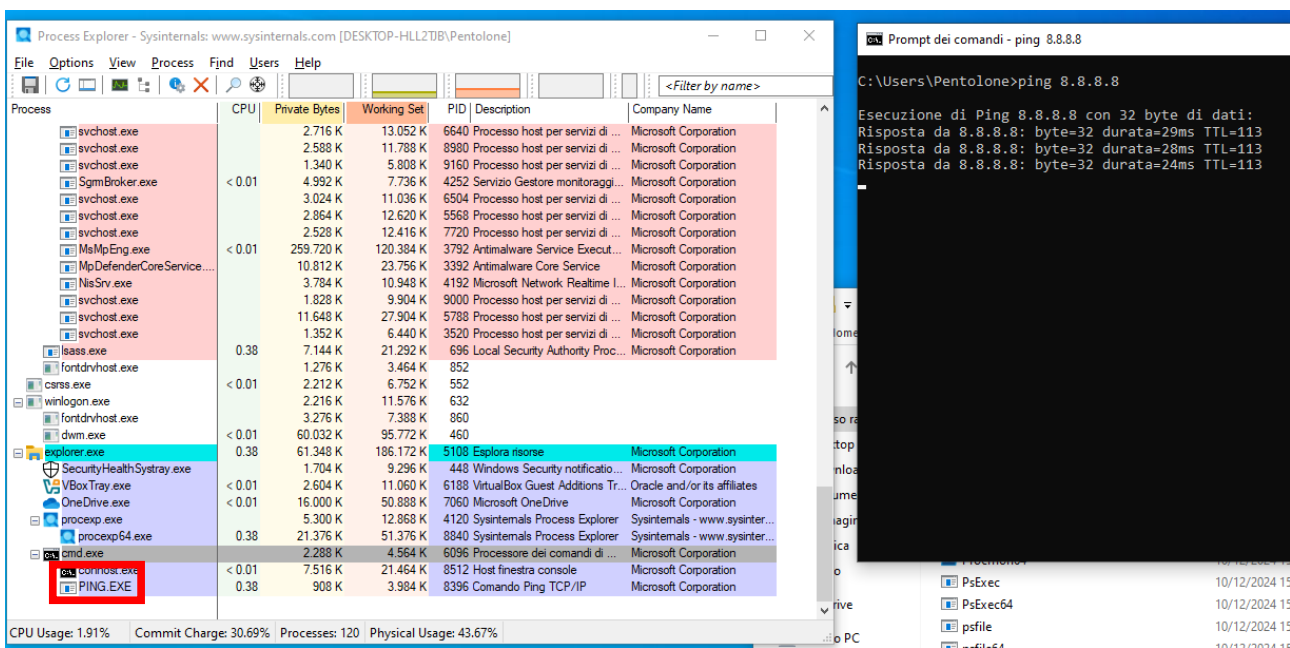 Process Explorer - Sysinternals: www.sysinternals.com [DESKTOP-HLL2TJB\Pentolone]
File Options View Process Find Users Help
<Filter by name>
Process CPU Private Bytes Working Set PID Description Company Name
svchost.exe 2.716 K 13.052 K 6640 Processo host per servizi di ... Microsoft Corporation
svchost.exe 2.588 K 11.788 K 8980 Processo host per servizi di ... Microsoft Corporation
svchost.exe 1.340 K 5.808 K 9160 Processo host per servizi di ... Microsoft Corporation
SgrmBroker.exe < 0.01 4.992 K 7.736 K 4252 Servizio Gestore monitoraggi... Microsoft Corporation
svchost.exe 3.024 K 11.036 K 6504 Processo host per servizi di ... Microsoft Corporation
svchost.exe 2.864 K 12.620 K 5568 Processo host per servizi di ... Microsoft Corporation
svchost.exe 2.528 K 12.416 K 7720 Processo host per servizi di ... Microsoft Corporation
MsMpEng.exe < 0.01 259.720 K 120.384 K 3792 Antimalware Service Execut... Microsoft Corporation
MpDefenderCoreService.... 10.812 K 23.756 K 3392 Antimalware Core Service Microsoft Corporation
NisSrv.exe 3.784 K 10.948 K 4192 Microsoft Network Realtime I... Microsoft Corporation
svchost.exe 1.828 K 9.904 K 9000 Processo host per servizi di ... Microsoft Corporation
svchost.exe 11.648 K 27.904 K 5788 Processo host per servizi di ... Microsoft Corporation
svchost.exe 1.352 K 6.440 K 3520 Processo host per servizi di ... Microsoft Corporation
lsass.exe 0.38 7.144 K 21.292 K 696 Local Security Authority Proc... Microsoft Corporation
fontdrvhost.exe 1.276 K 3.464 K 852
csrss.exe < 0.01 2.212 K 6.752 K 552
winlogon.exe 2.216 K 11.576 K 632
fontdrvhost.exe 3.276 K 7.388 K 860
dwm.exe < 0.01 60.032 K 95.772 K 460
explorer.exe 0.38 61.348 K 186.172 K 5108 Esplora risorse Microsoft Corporation
SecurityHealthSystray.exe 1.704 K 9.296 K 448 Windows Security notificatio... Microsoft Corporation
VBoxTray.exe < 0.01 2.604 K 11.060 K 6188 VirtualBox Guest Additions Tr... Oracle and/or its affiliates
OneDrive.exe < 0.01 16.000 K 50.888 K 7060 Microsoft OneDrive Microsoft Corporation
procexp.exe 5.300 K 12.868 K 4120 Sysinternals Process Explorer Sysinternals - www.sysinter...
procexp64.exe 0.38 21.376 K 51.376 K 8840 Sysinternals Process Explorer Sysinternals - www.sysinter...
cmd.exe 2.288 K 4.564 K 6096 Processore dei comandi di ... Microsoft Corporation
conhost.exe < 0.01 7.516 K 21.464 K 8512 Host finestra console Microsoft Corporation
PING.EXE 0.38 908 K 3.984 K 8396 Comando Ping TCP/IP Microsoft Corporation
CPU Usage: 1.91% Commit Charge: 30.69% Processes: 120 Physical Usage: 43.67%
Prompt dei comandi - ping 8.8.8.8
C:\Users\Pentolone>ping 8.8.8.8
Esecuzione di Ping 8.8.8.8 con 32 byte di dati:
Risposta da 8.8.8.8: byte=32 durata=29ms TTL=113
Risposta da 8.8.8.8: byte=32 durata=28ms TTL=113
Risposta da 8.8.8.8: byte=32 durata=24ms TTL=113
PsExec 10/12/2024 15
PsExec64 10/12/2024 15
psfile 10/12/2024 15
o PC